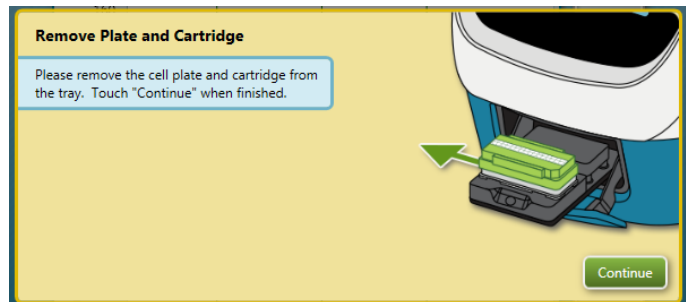 Remove Plate and Cartridge
Please remove the cell plate and cartridge from
the tray. Touch "Continue" when finished.
Continue